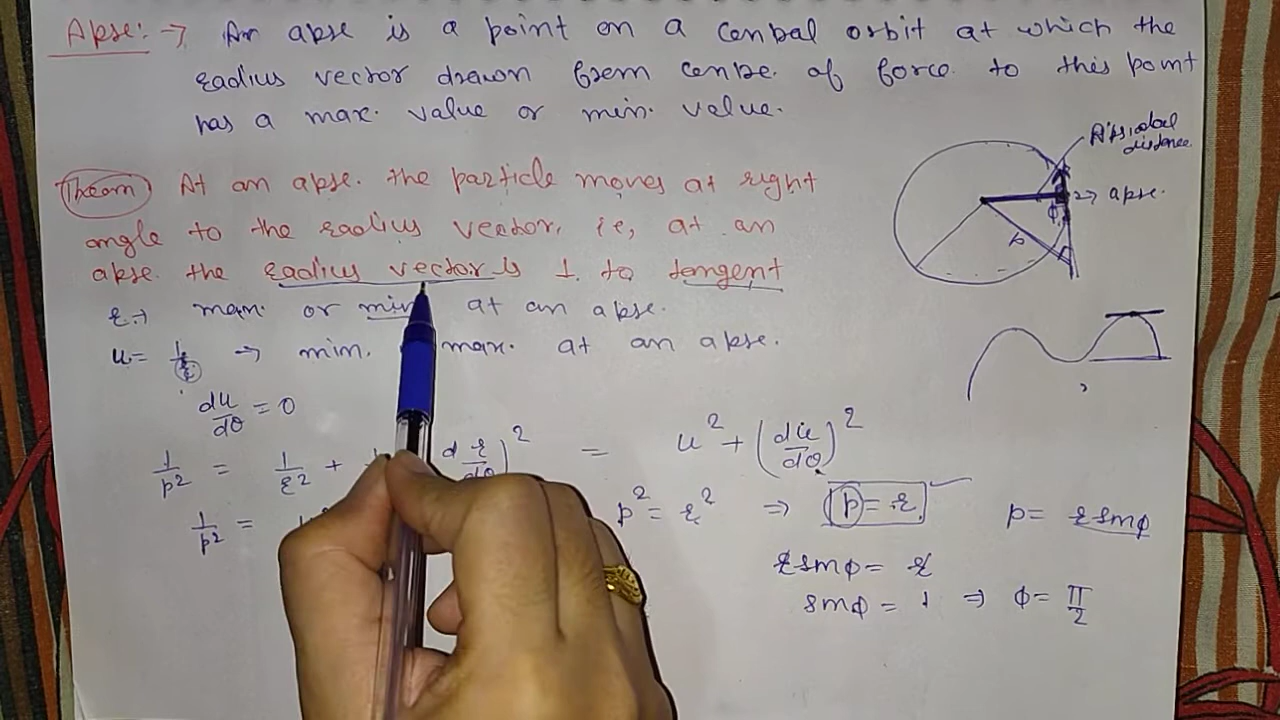 Apse:→ An apse is a point on a central orbit at which the
radius vector drawn from centre of force to this point
has a max. value or min. value.
Apsidal
distance.
→ apse.
φ
p
Theorem At an apse. the particle moves at right
angle to the radius vector, ie, at an
apse the radius vector is ⊥ to tangent
r → max. or min at an apse.
u = 1/r → min. max. at an apse.
du/dθ = 0
1/p² = 1/r² + (dr/dθ)² = u² + (du/dθ)²
1/p² = p² = r² ⇒ p = r p = r sinφ
r sinφ = r
sinφ = 1 ⇒ φ = π/2